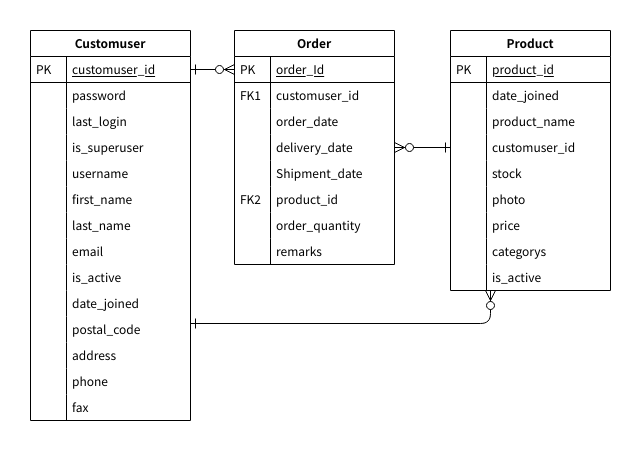 Customuser
PK customuser_id
password
last_login
is_superuser
username
first_name
last_name
email
is_active
date_joined
postal_code
address
phone
fax
Order
PK order_Id
FK1 customuser_id
order_date
delivery_date
Shipment_date
FK2 product_id
order_quantity
remarks
Product
PK product_id
date_joined
product_name
customuser_id
stock
photo
price
categorys
is_active